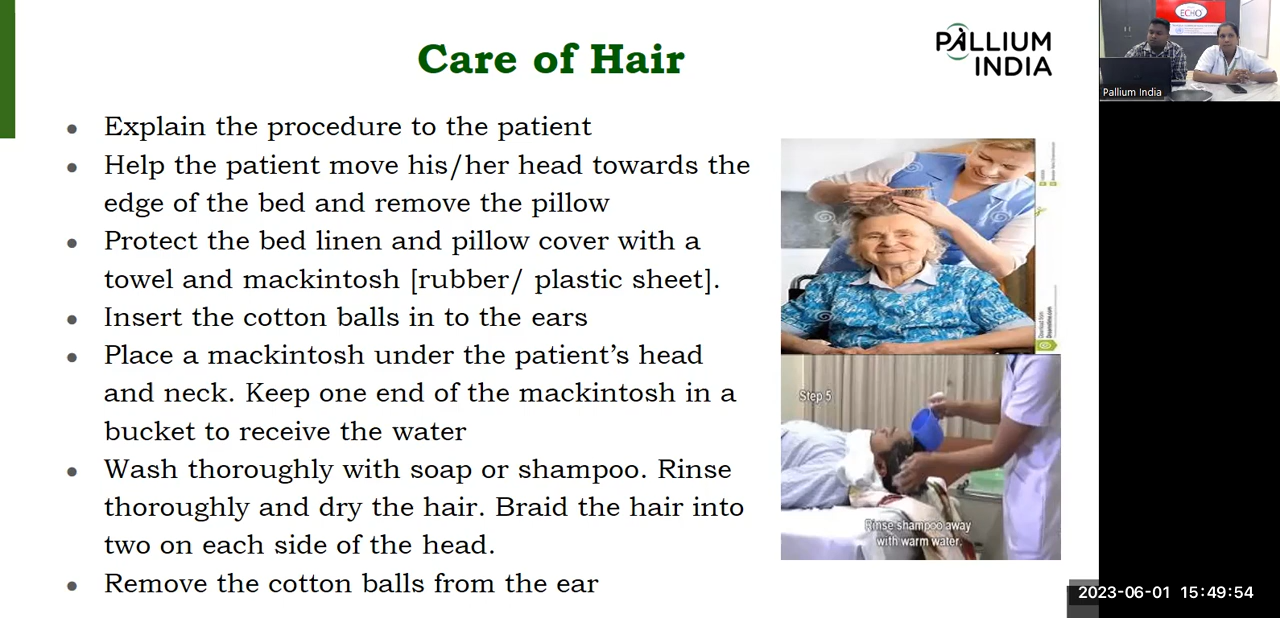 Care of Hair
PALLIUM
INDIA
ECHO
Pallium India
• Explain the procedure to the patient
• Help the patient move his/her head towards the
edge of the bed and remove the pillow
• Protect the bed linen and pillow cover with a
towel and mackintosh [rubber/ plastic sheet].
• Insert the cotton balls in to the ears
• Place a mackintosh under the patient’s head
and neck. Keep one end of the mackintosh in a
bucket to receive the water
• Wash thoroughly with soap or shampoo. Rinse
thoroughly and dry the hair. Braid the hair into
two on each side of the head.
• Remove the cotton balls from the ear
Download from
Dreamstime.com
Step 5
Rinse shampoo away
with warm water.
2023-06-01 15:49:54